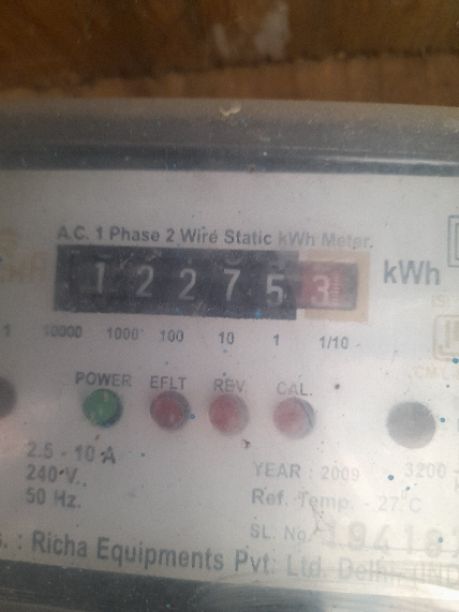 A.C. 1 Phase 2 Wire Static kWh Meter.
1 2 2 7 5 3 kWh
10000 1000 100 10 1 1/10
POWER EFLT REV. CAL.
2.5 - 10 A
240 V.
50 Hz.
YEAR : 2009 3200
Ref. Temp. - 27°C
SL. No.
: Richa Equipments Pvt. Ltd. Delhi